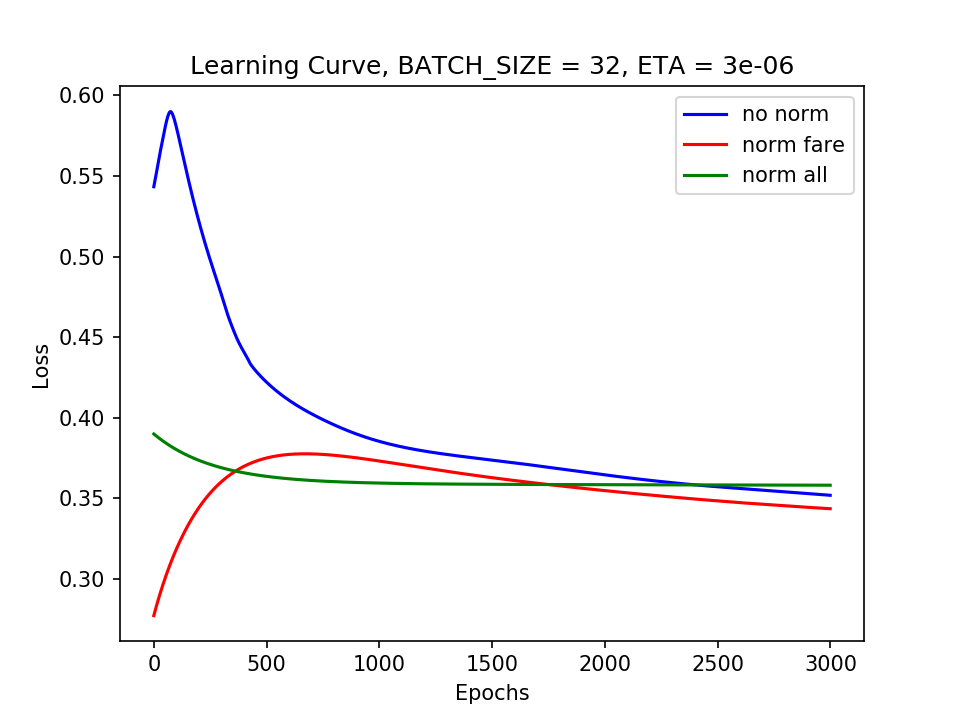 Learning Curve, BATCH_SIZE = 32, ETA = 3e-06
no norm
norm fare
norm all
0.60
0.55
0.50
0.45
0.40
0.35
0.30
Loss
0 500 1000 1500 2000 2500 3000
Epochs